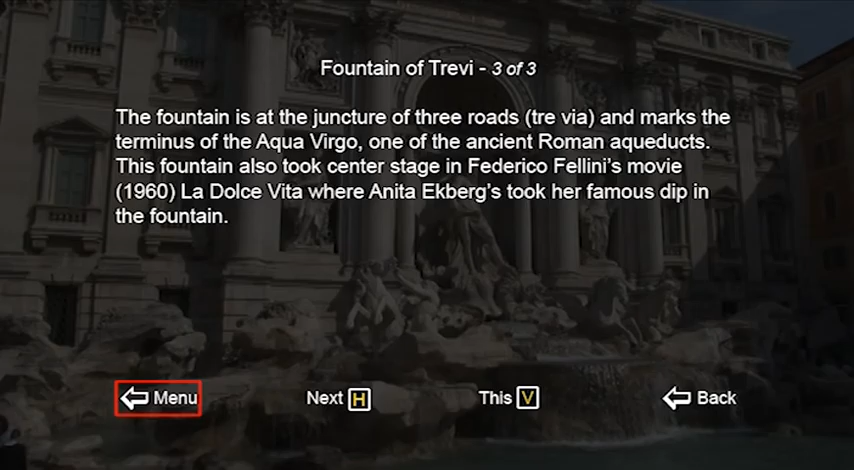 Fountain of Trevi - 3 of 3
The fountain is at the juncture of three roads (tre via) and marks the
terminus of the Aqua Virgo, one of the ancient Roman aqueducts.
This fountain also took center stage in Federico Fellini's movie
(1960) La Dolce Vita where Anita Ekberg's took her famous dip in
the fountain.
Menu Next H This V Back